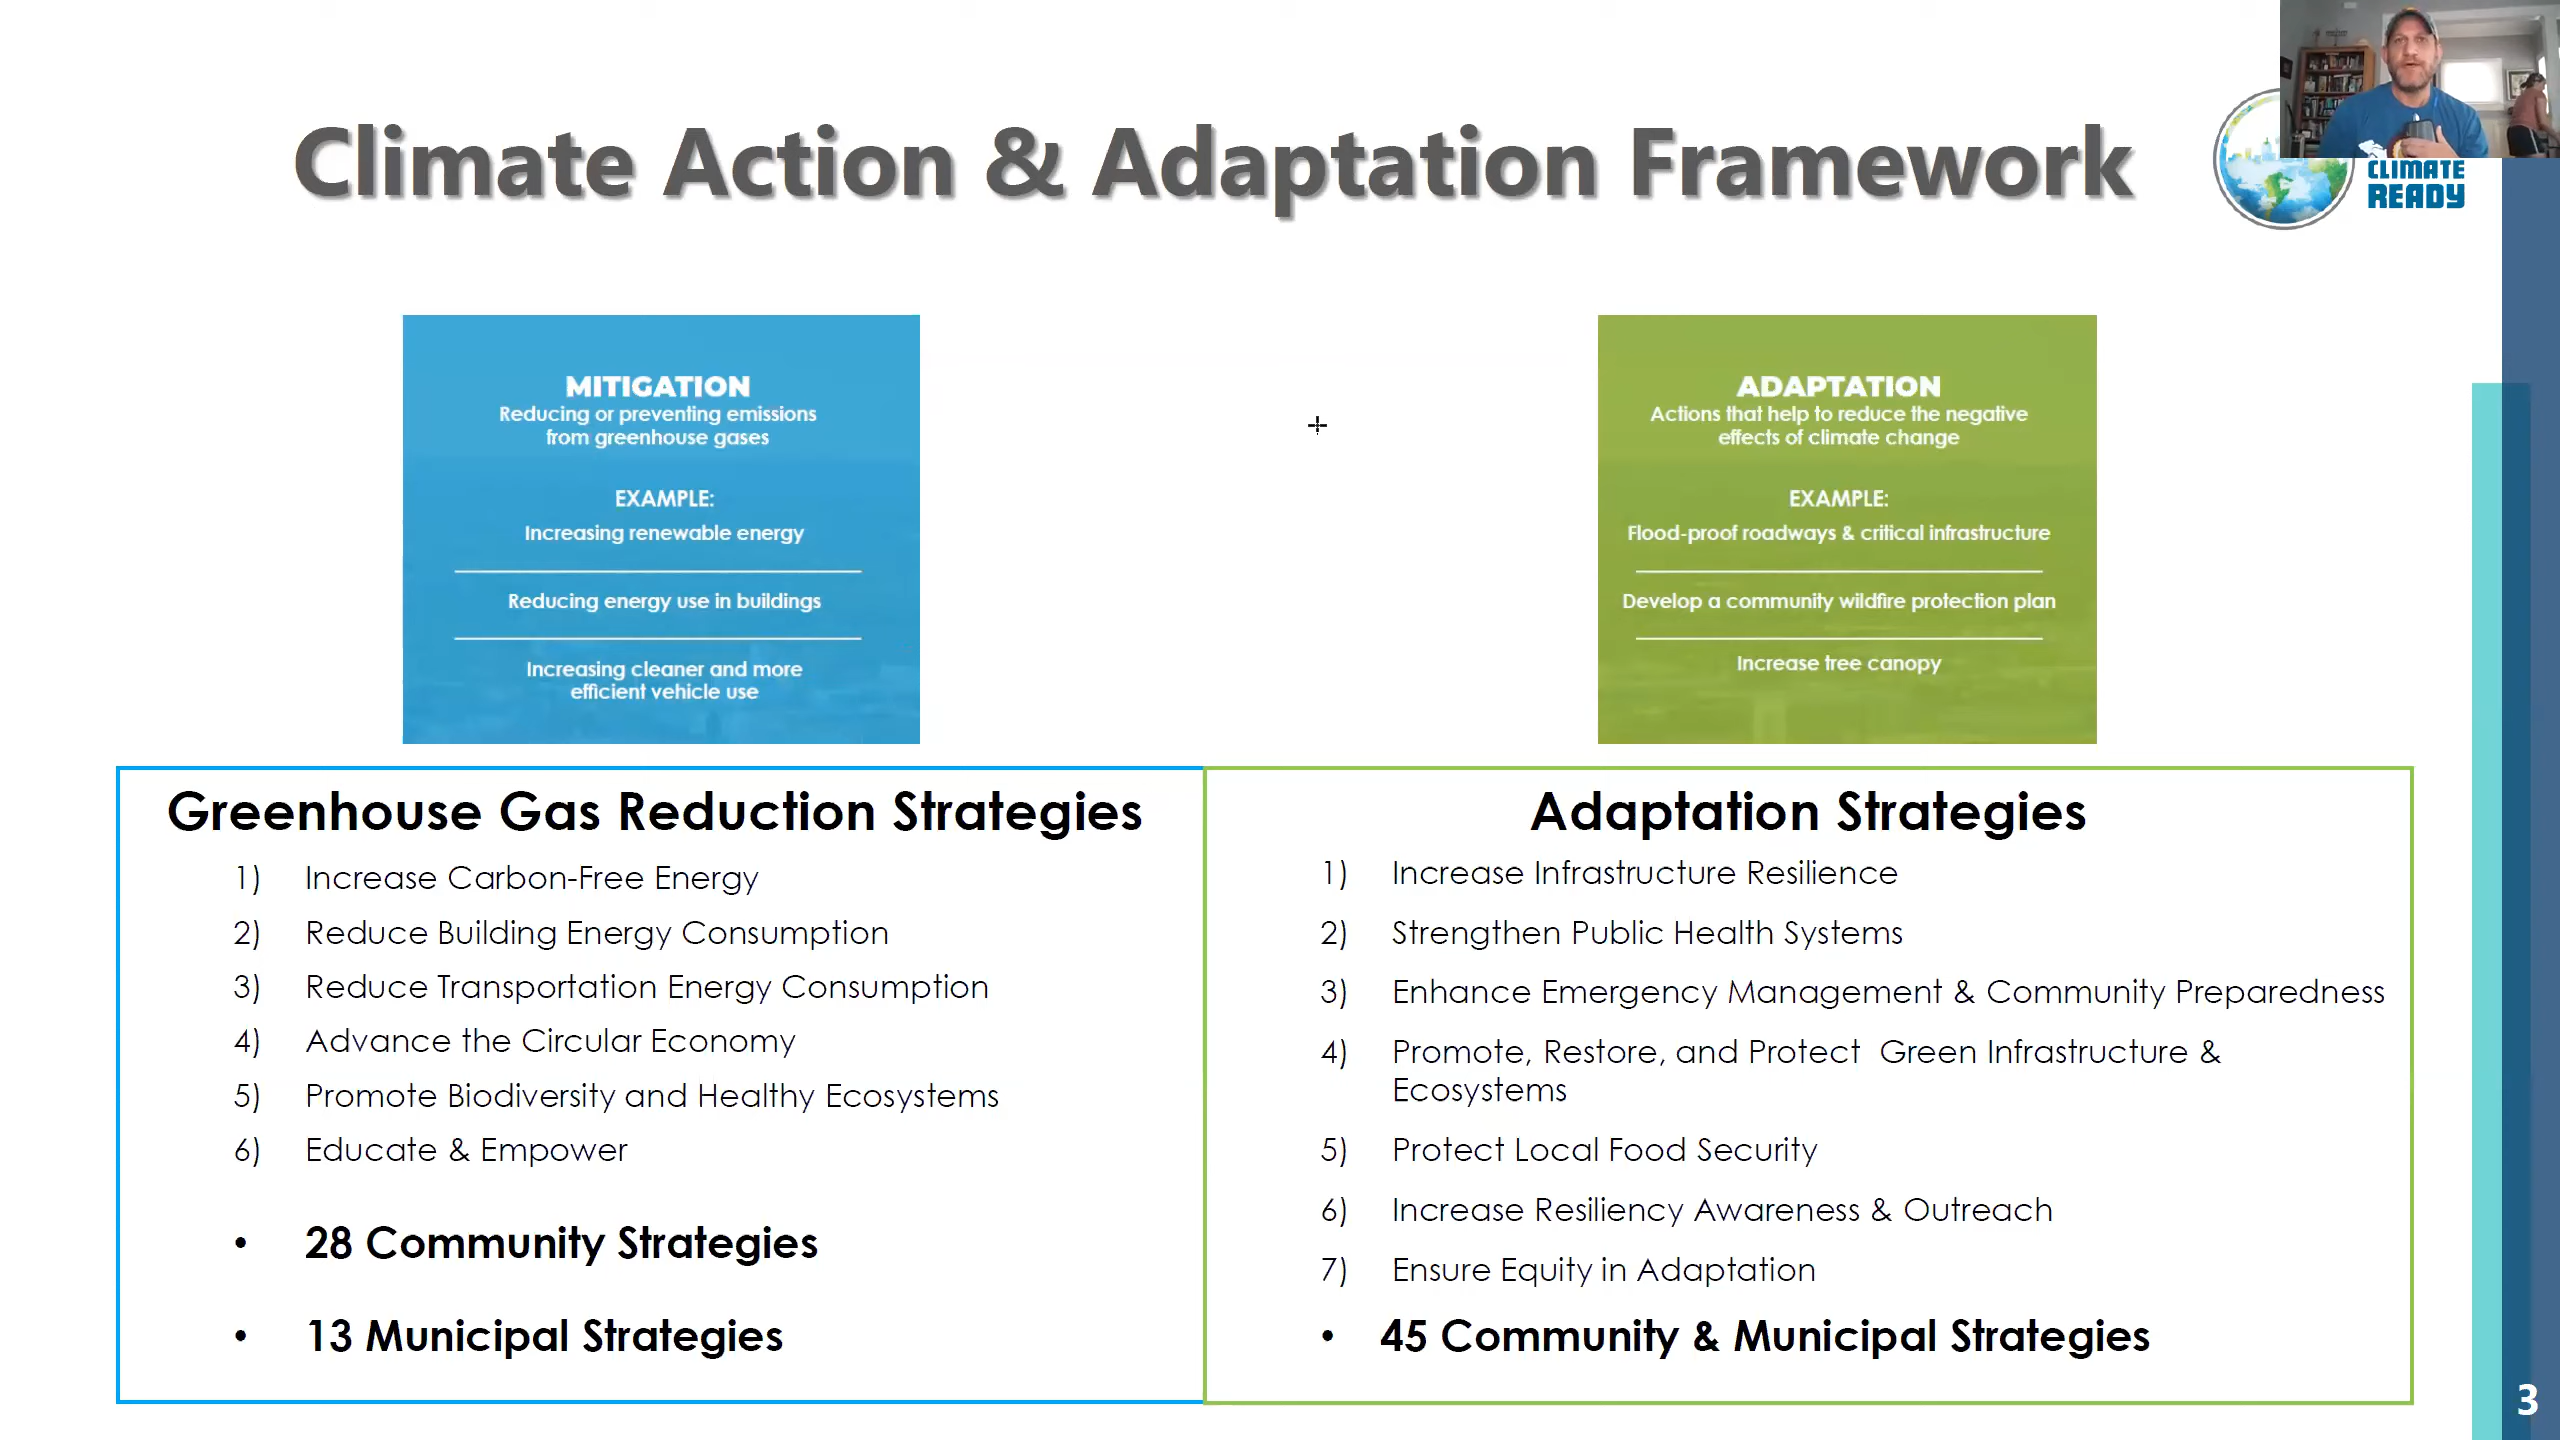 Climate Action & Adaptation Framework
CLIMATE
READY
MITIGATION
Reducing or preventing emissions
from greenhouse gases
EXAMPLE:
Increasing renewable energy
Reducing energy use in buildings
Increasing cleaner and more
efficient vehicle use
ADAPTATION
Actions that help to reduce the negative
effects of climate change
EXAMPLE:
Flood-proof roadways & critical infrastructure
Develop a community wildfire protection plan
Increase tree canopy
Greenhouse Gas Reduction Strategies
1) Increase Carbon-Free Energy
2) Reduce Building Energy Consumption
3) Reduce Transportation Energy Consumption
4) Advance the Circular Economy
5) Promote Biodiversity and Healthy Ecosystems
6) Educate & Empower
• 28 Community Strategies
• 13 Municipal Strategies
Adaptation Strategies
1) Increase Infrastructure Resilience
2) Strengthen Public Health Systems
3) Enhance Emergency Management & Community Preparedness
4) Promote, Restore, and Protect Green Infrastructure &
Ecosystems
5) Protect Local Food Security
6) Increase Resiliency Awareness & Outreach
7) Ensure Equity in Adaptation
• 45 Community & Municipal Strategies
3